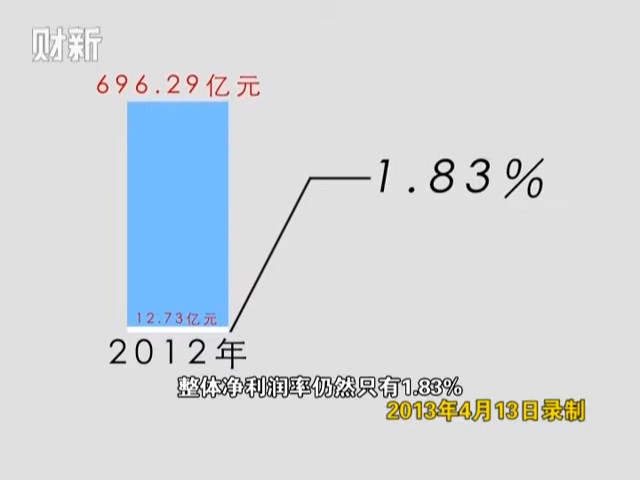 财新
696.29亿元
1.83%
12.73亿元
2012年
整体净利润率仍然只有1.83%
2013年4月13日录制